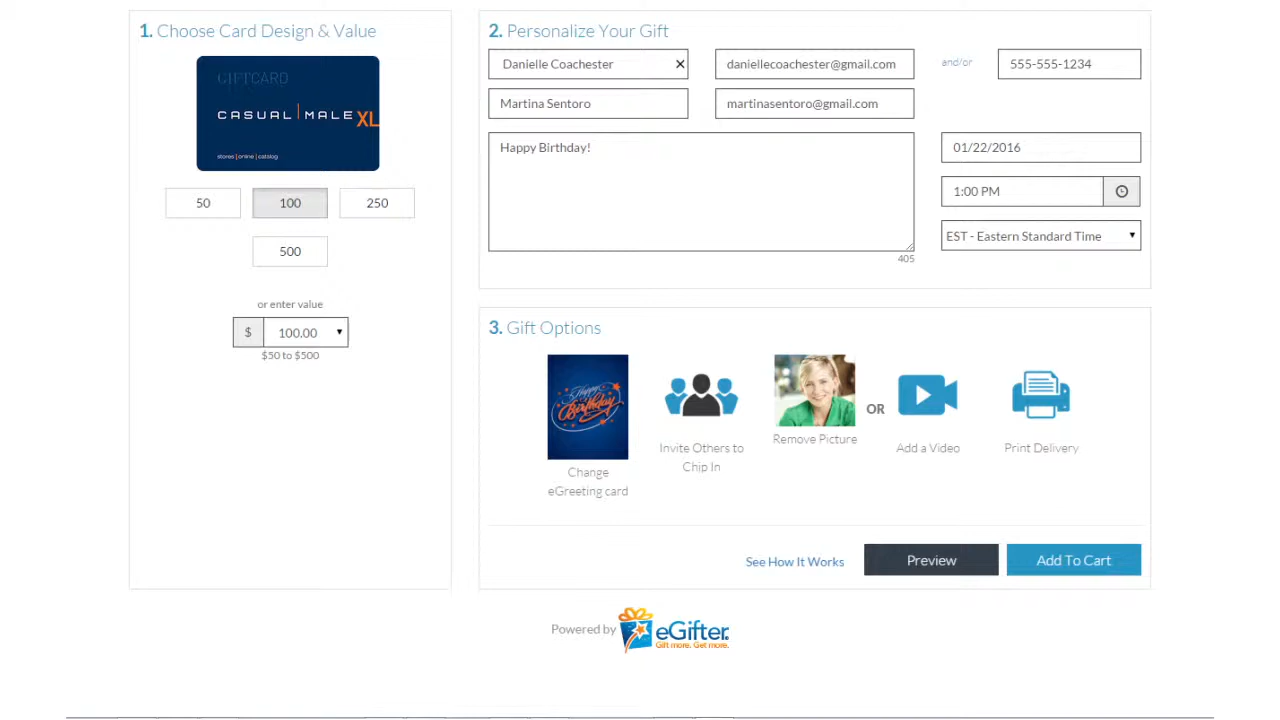 1. Choose Card Design & Value
GIFTCARD
CASUAL MALE XL
stores | online | catalog
50
100
250
500
or enter value
$
100.00
$50 to $500
2. Personalize Your Gift
Danielle Coachester
daniellecoachester@gmail.com
and/or
555-555-1234
Martina Sentoro
martinasentoro@gmail.com
Happy Birthday!
405
01/22/2016
1:00 PM
EST - Eastern Standard Time
3. Gift Options
Happy
Birthday
Change
eGreeting card
Invite Others to
Chip In
Remove Picture
OR
Add a Video
Print Delivery
See How It Works
Preview
Add To Cart
Powered by eGifter
Gift more. Get more.